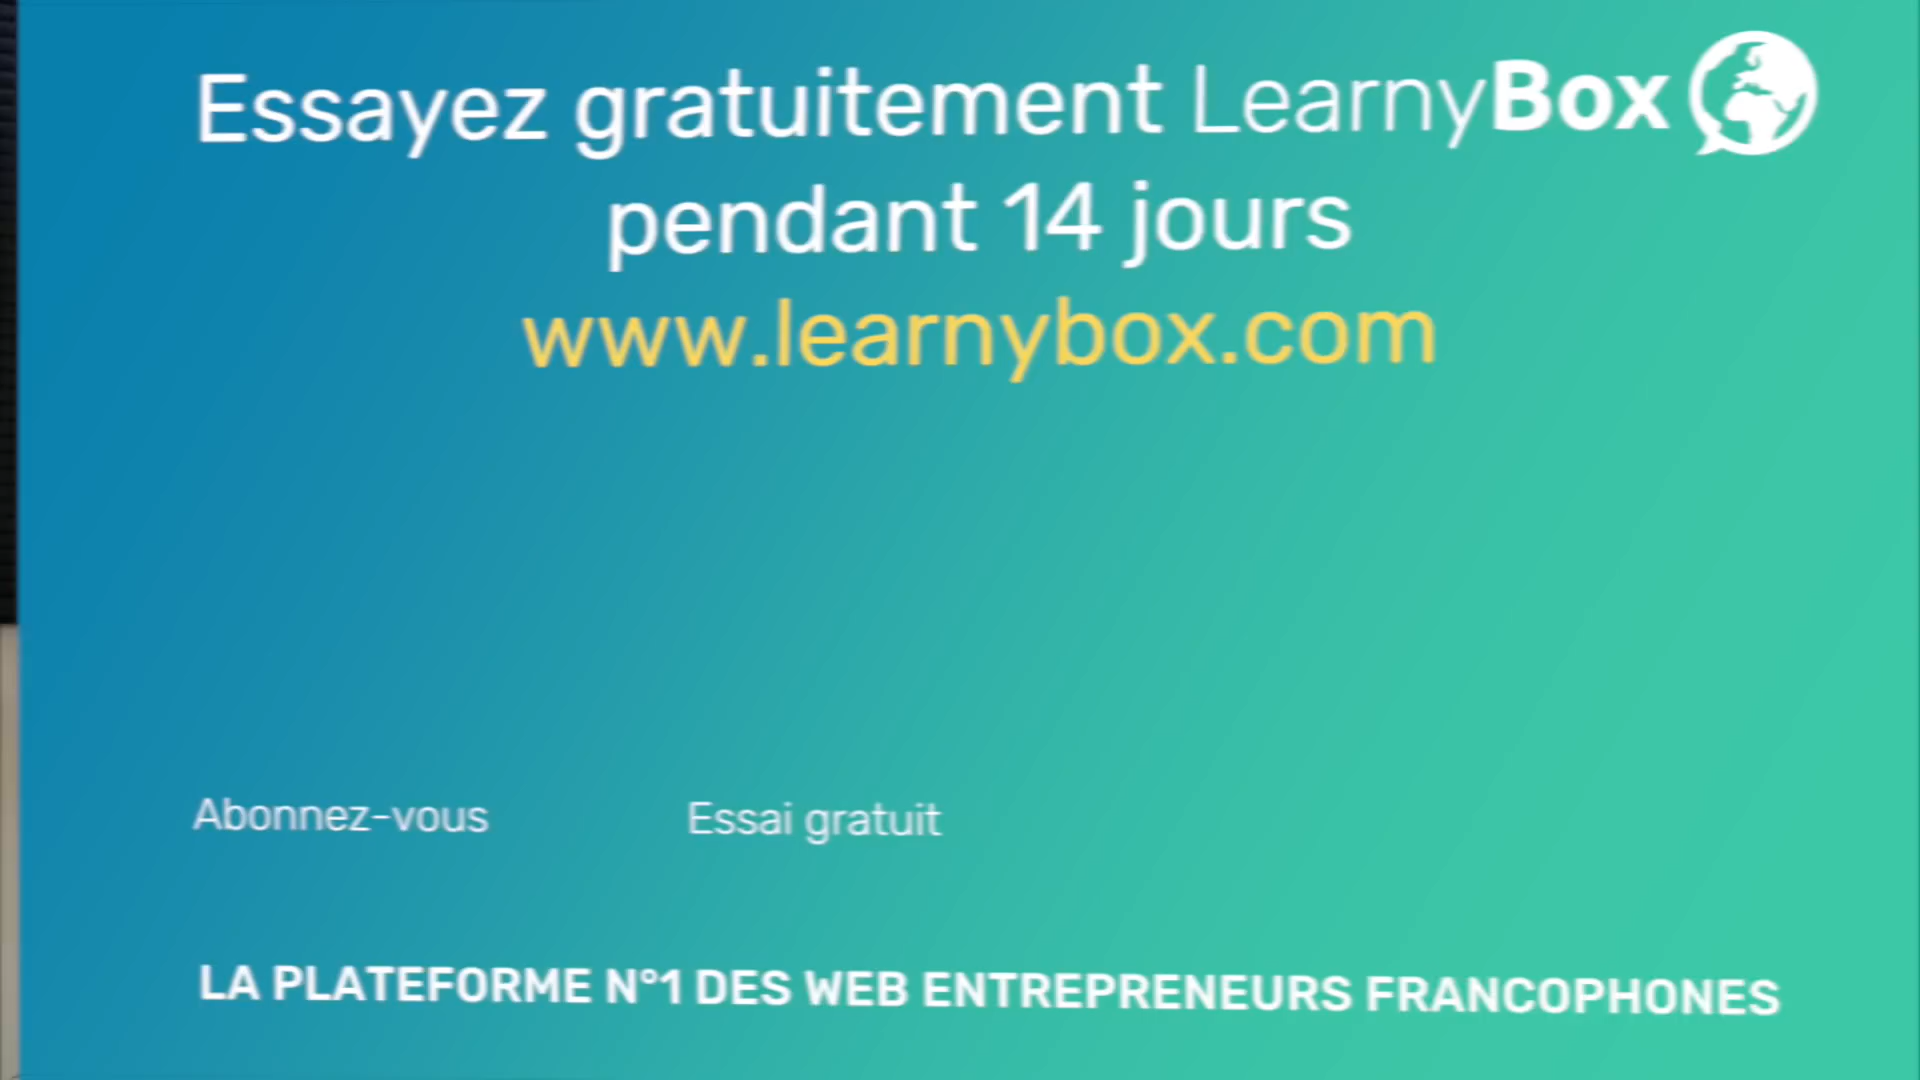 Essayez gratuitement LearnyBox
pendant 14 jours
www.learnybox.com
Abonnez-vous
Essai gratuit
LA PLATEFORME N°1 DES WEB ENTREPRENEURS FRANCOPHONES